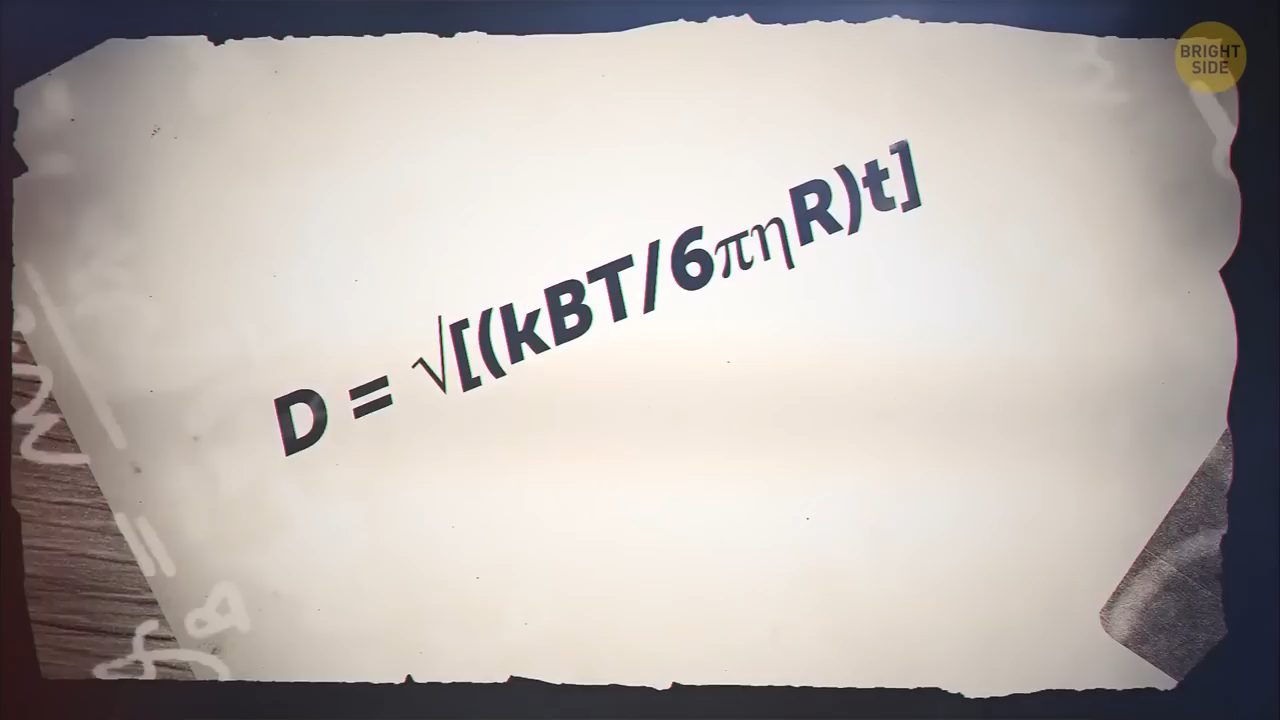 BRIGHT
SIDE
D = √[(kBT/6πηR)t]